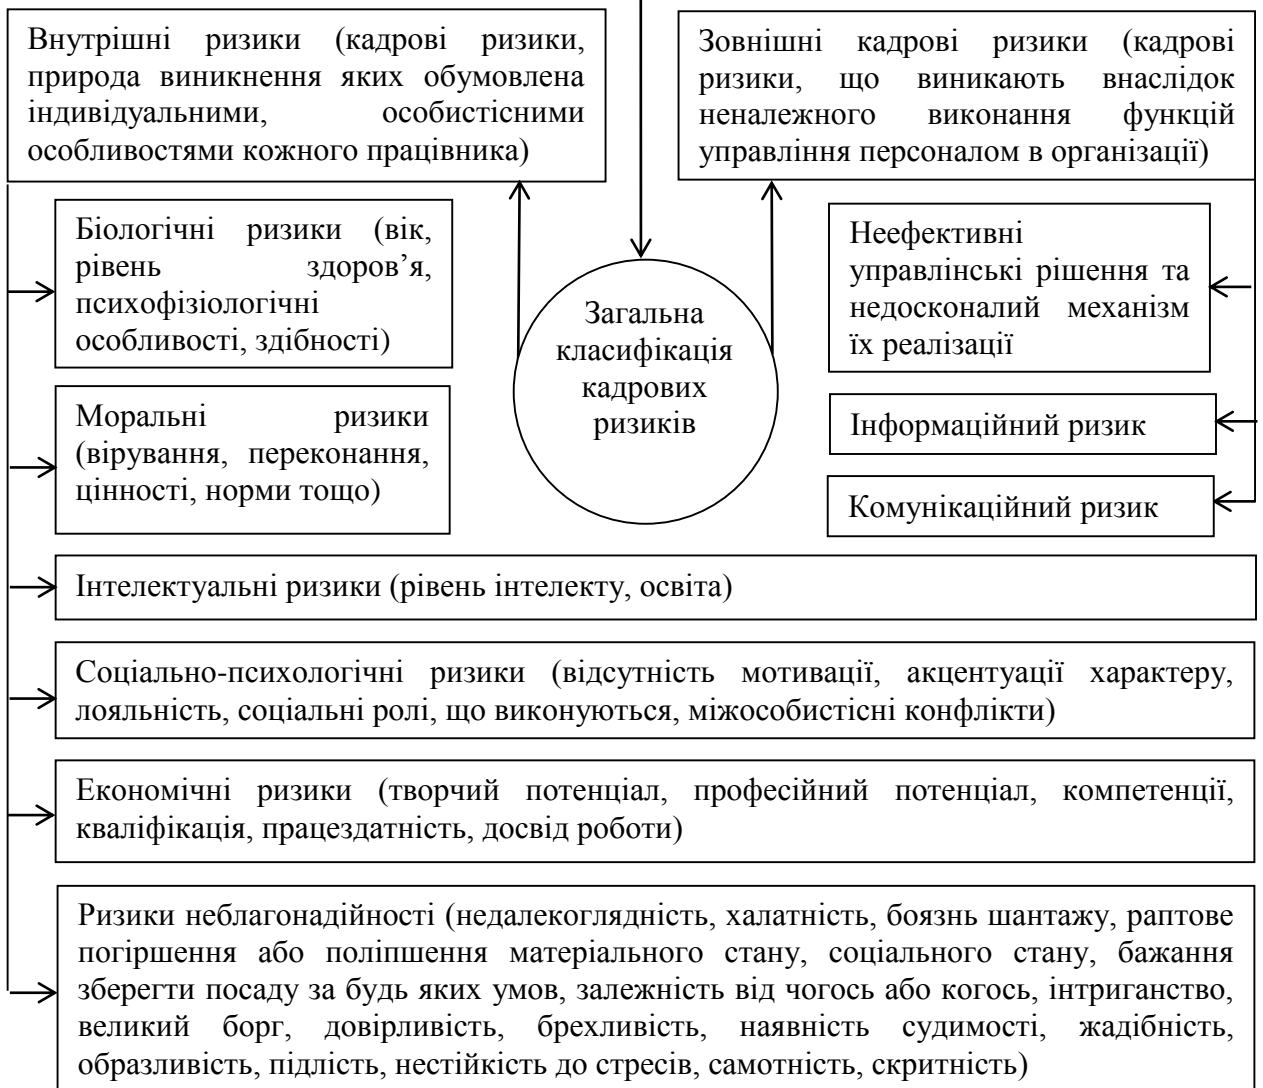 Внутрішні ризики (кадрові ризики,
природа виникнення яких обумовлена
індивідуальними, особистісними
особливостями кожного працівника)
Зовнішні кадрові ризики (кадрові
ризики, що виникають внаслідок
неналежного виконання функцій
управління персоналом в організації)
Біологічні ризики (вік,
рівень здоров’я,
психофізіологічні
особливості, здібності)
Загальна
класифікація
кадрових
ризиків
Неефективні
управлінські рішення та
недосконалий механізм
їх реалізації
Моральні ризики
(вірування, переконання,
цінності, норми тощо)
Інформаційний ризик
Комунікаційний ризик
Інтелектуальні ризики (рівень інтелекту, освіта)
Соціально-психологічні ризики (відсутність мотивації, акцентуації характеру,
лояльність, соціальні ролі, що виконуються, міжособистісні конфлікти)
Економічні ризики (творчий потенціал, професійний потенціал, компетенції,
кваліфікація, працездатність, досвід роботи)
Ризики неблагонадійності (недалекоглядність, халатність, боязнь шантажу, раптове
погіршення або поліпшення матеріального стану, соціального стану, бажання
зберегти посаду за будь яких умов, залежність від чогось або когось, інтриганство,
великий борг, довірливість, брехливість, наявність судимості, жадібність,
образливість, підлість, нестійкість до стресів, самотність, скритність)